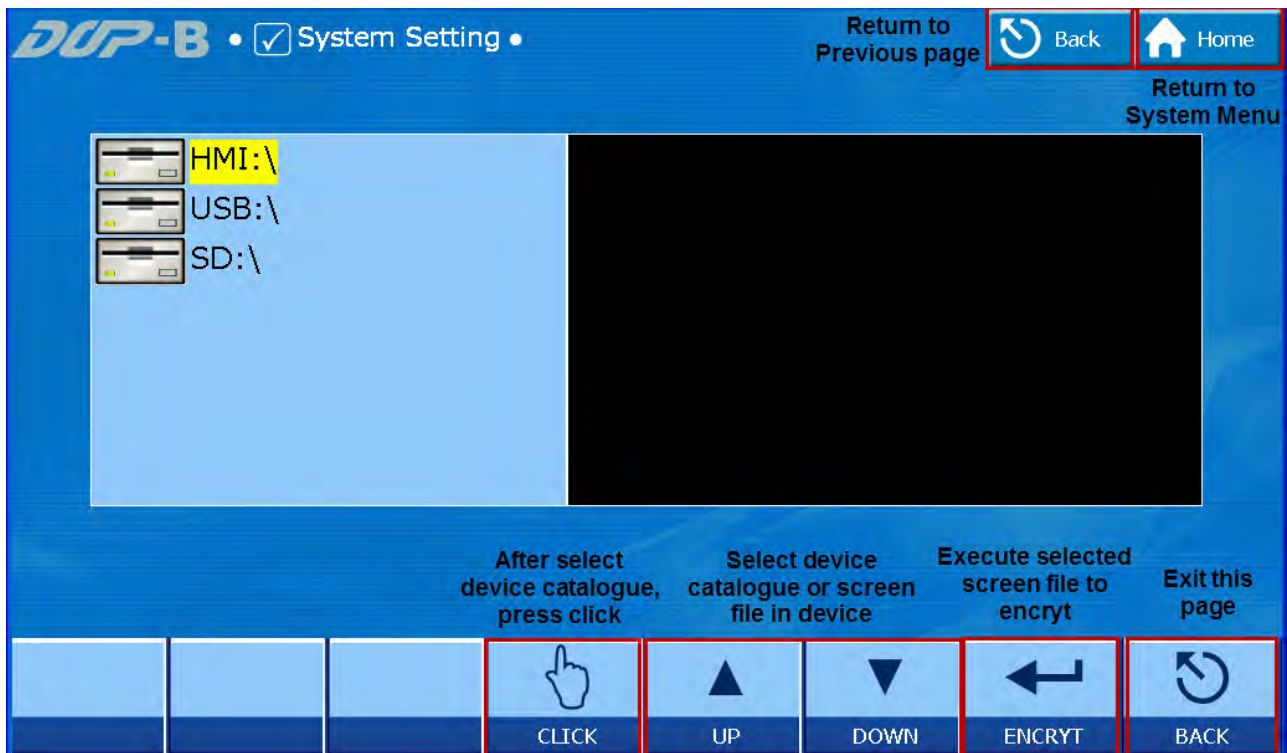 DOP-B • System Setting •
Return to
Previous page
Back
Home
Return to
System Menu
HMI:\
USB:\
SD:\
After select
device catalogue,
press click
Select device
catalogue or screen
file in device
Execute selected
screen file to
encryt
Exit this
page
CLICK
UP
DOWN
ENCRYT
BACK